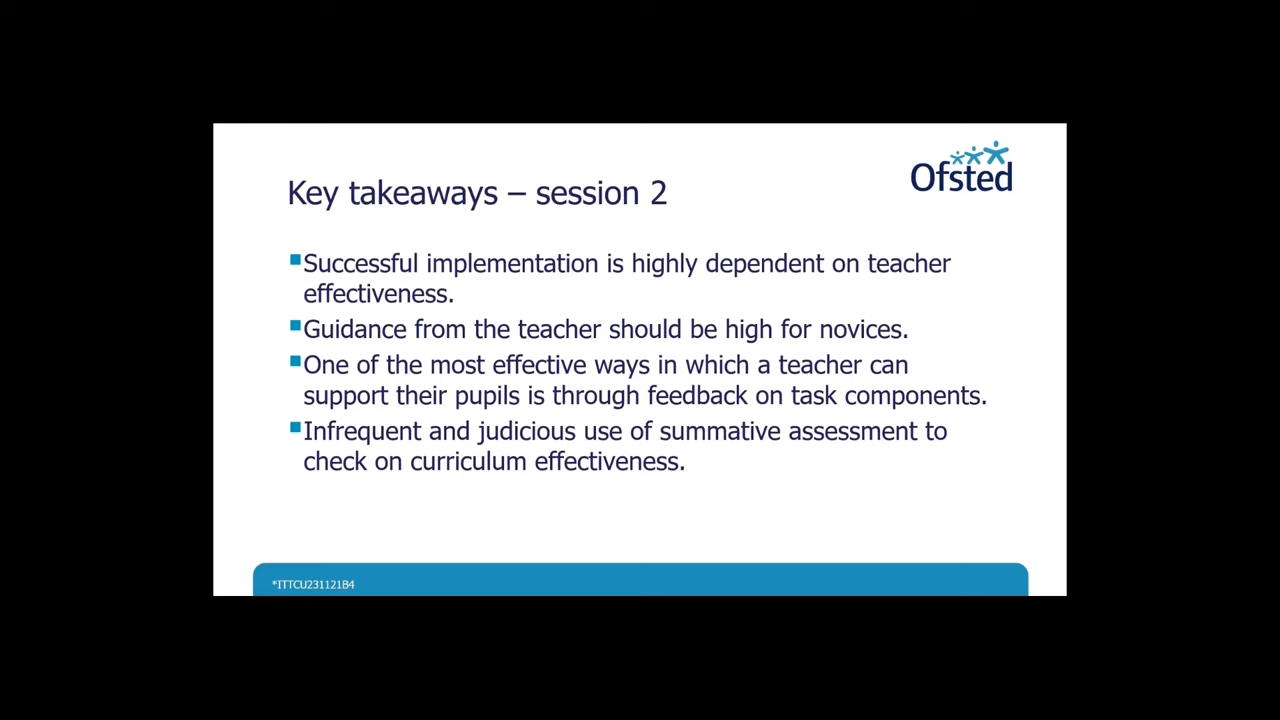 Ofsted
Key takeaways – session 2
Successful implementation is highly dependent on teacher
effectiveness.
Guidance from the teacher should be high for novices.
One of the most effective ways in which a teacher can
support their pupils is through feedback on task components.
Infrequent and judicious use of summative assessment to
check on curriculum effectiveness.
*ITTCU231121B4